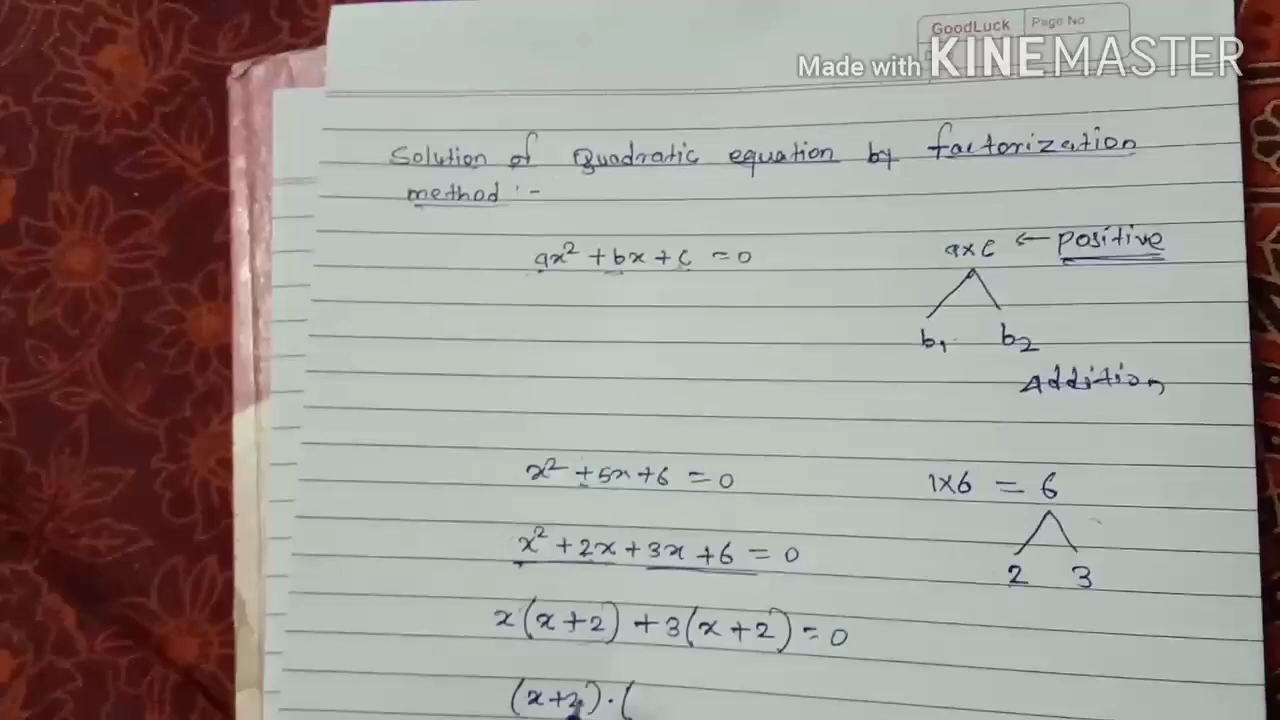 GoodLuck Page No
Made with KINEMASTER
Solution of Quadratic equation by factorization
method :-
ax² + bx + c = 0
a×c ← positive
b₁ b₂
Addition
x² + 5x + 6 = 0
1×6 = 6
x² + 2x + 3x + 6 = 0
2 3
x(x+2) + 3(x+2) = 0
(x+2)·(